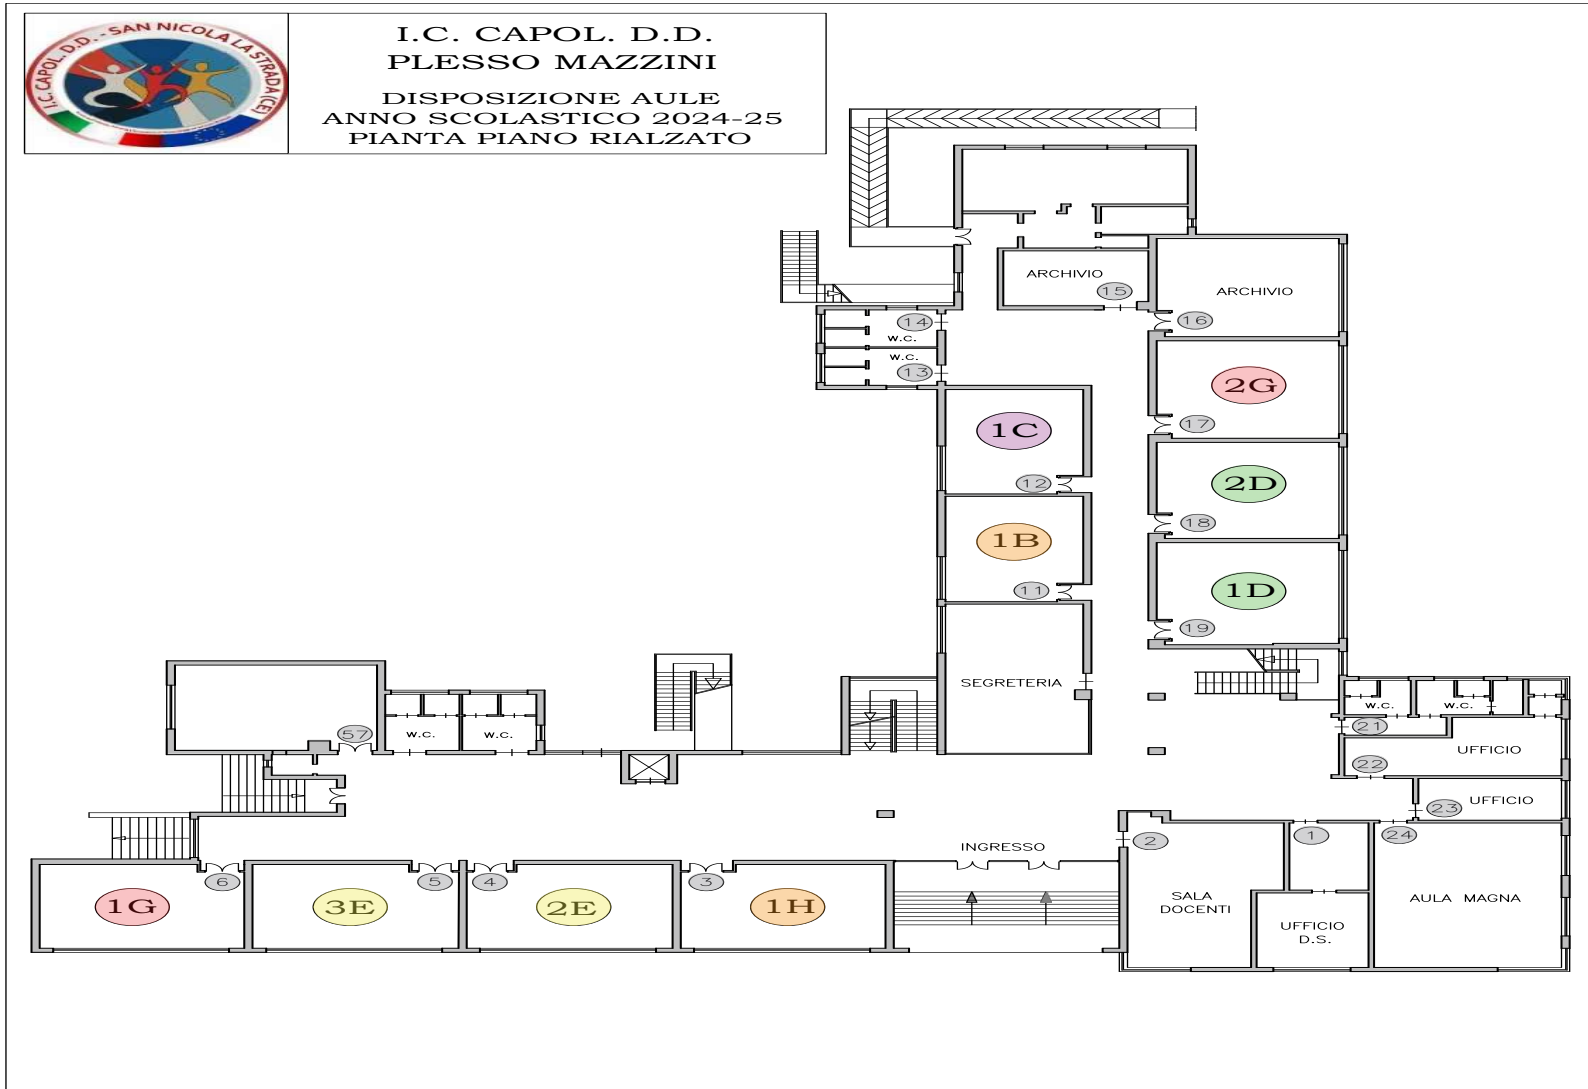 I.C. CAPOL. D.D. - SAN NICOLA LA STRADA (CE)
I.C. CAPOL. D.D.
PLESSO MAZZINI
DISPOSIZIONE AULE
ANNO SCOLASTICO 2024-25
PIANTA PIANO RIALZATO
ARCHIVIO
15
ARCHIVIO
16
14
W.C.
W.C.
13
2G
17
1C
12
2D
18
1B
11
1D
19
SEGRETERIA
57
W.C.
W.C.
W.C.
W.C.
21
UFFICIO
22
UFFICIO
23
24
1
2
INGRESSO
6
5
4
3
1G
3E
2E
1H
SALA
DOCENTI
UFFICIO
D.S.
AULA MAGNA